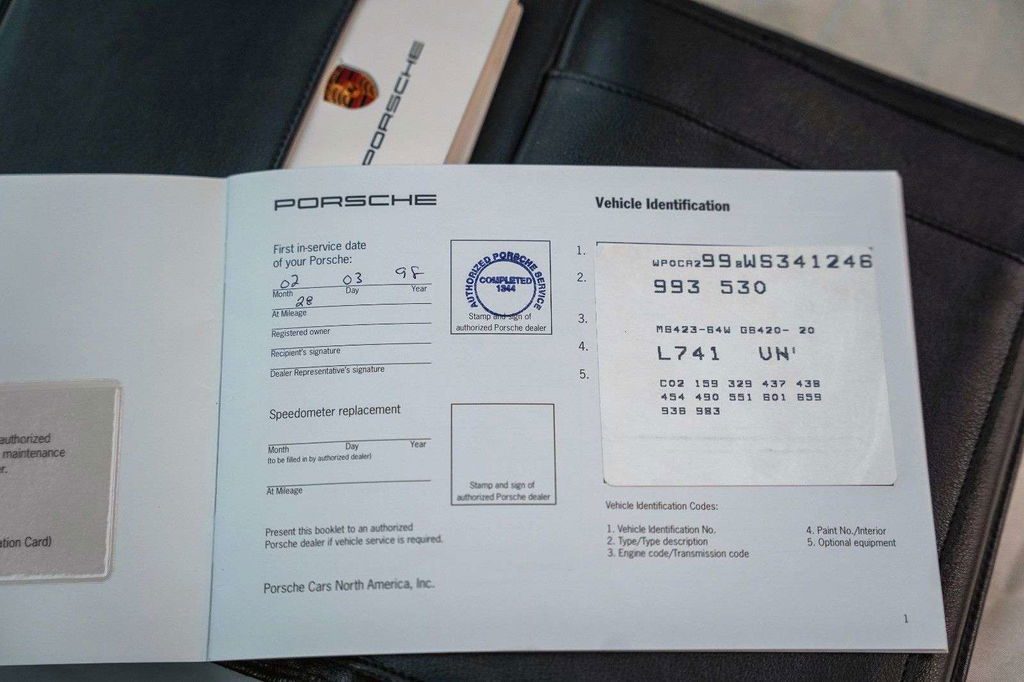 PORSCHE
PORSCHE
First in-service date
of your Porsche:
02 03 98
Month Day Year
28
At Mileage
Registered owner
Recipient's signature
Dealer Representative's signature
AUTHORIZED PORSCHE SERVICE
COMPLETED
1344
Stamp and sign of
authorized Porsche dealer
Speedometer replacement
Month Day Year
(to be filled in by authorized dealer)
At Mileage
Stamp and sign of
authorized Porsche dealer
Present this booklet to an authorized
Porsche dealer if vehicle service is required.
Porsche Cars North America, Inc.
Vehicle Identification
1. WP0CA2998WS341246
2. 993 530
3. M6423-64W G6420- 20
4. L741 UN'
5. C02 159 329 437 438
454 490 551 601 659
936 983
Vehicle Identification Codes:
1. Vehicle Identification No.
2. Type/Type description
3. Engine code/Transmission code
4. Paint No./Interior
5. Optional equipment
1
authorized
maintenance
r.
ation Card)